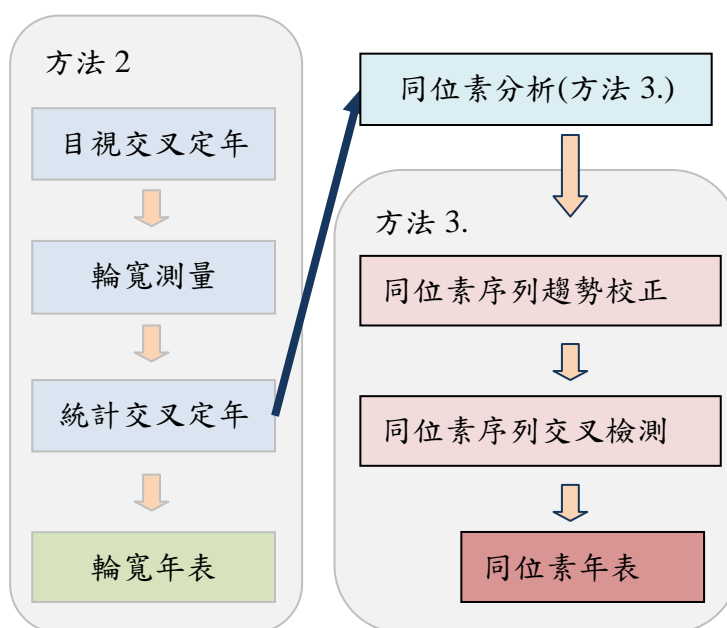 方法 2
目視交叉定年
輪寬測量
統計交叉定年
輪寬年表
同位素分析(方法 3.)
方法 3.
同位素序列趨勢校正
同位素序列交叉檢測
同位素年表